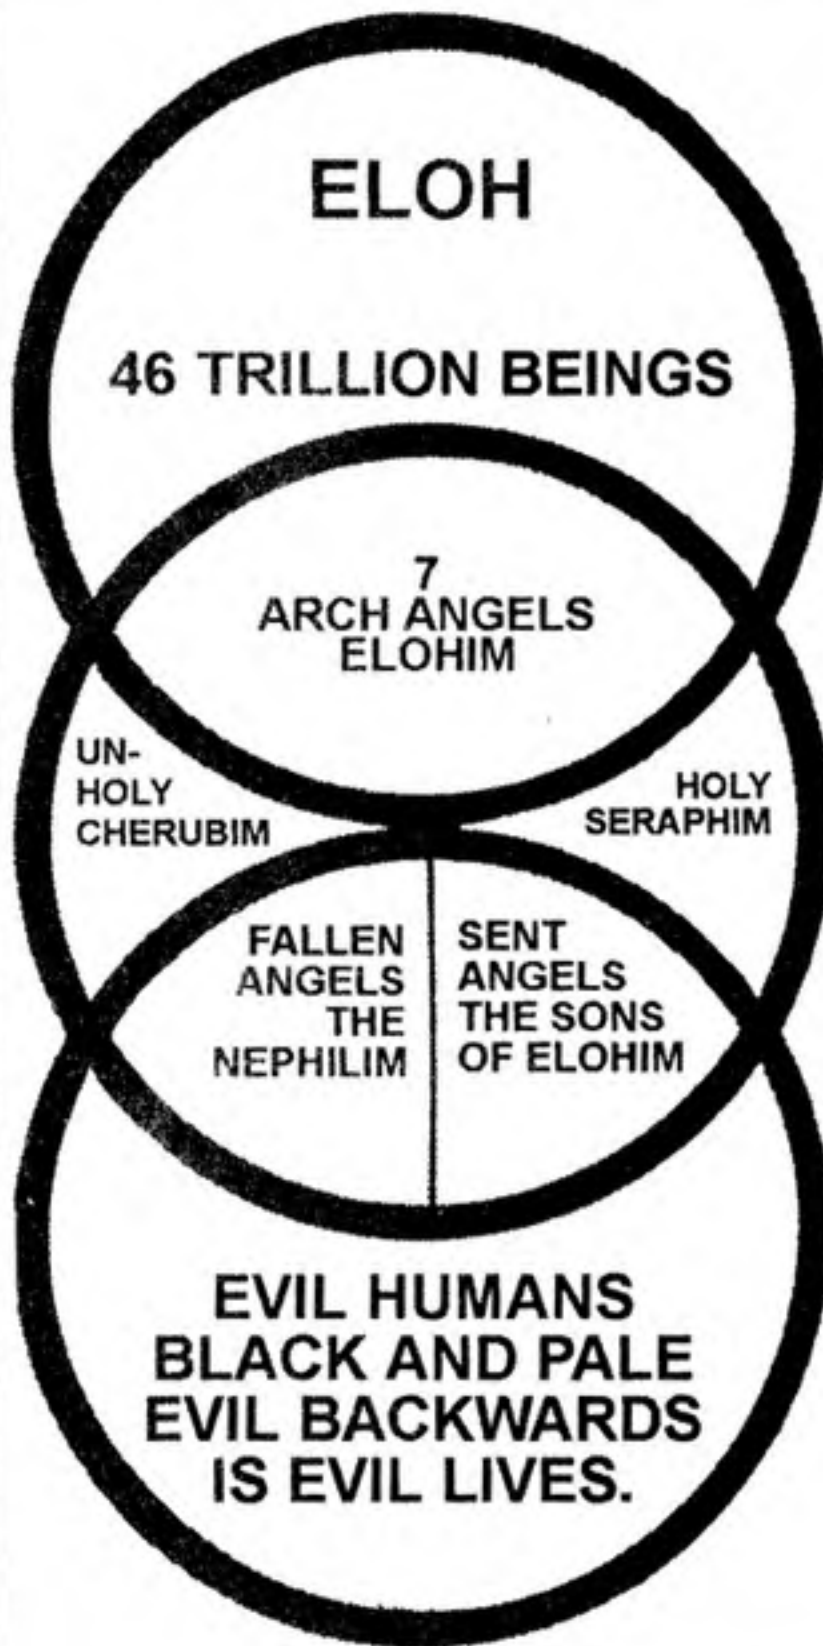 ELOH
46 TRILLION BEINGS
7
ARCH ANGELS
ELOHIM
UN-
HOLY
CHERUBIM
HOLY
SERAPHIM
FALLEN
ANGELS
THE
NEPHILIM
SENT
ANGELS
THE SONS
OF ELOHIM
EVIL HUMANS
BLACK AND PALE
EVIL BACKWARDS
IS EVIL LIVES.